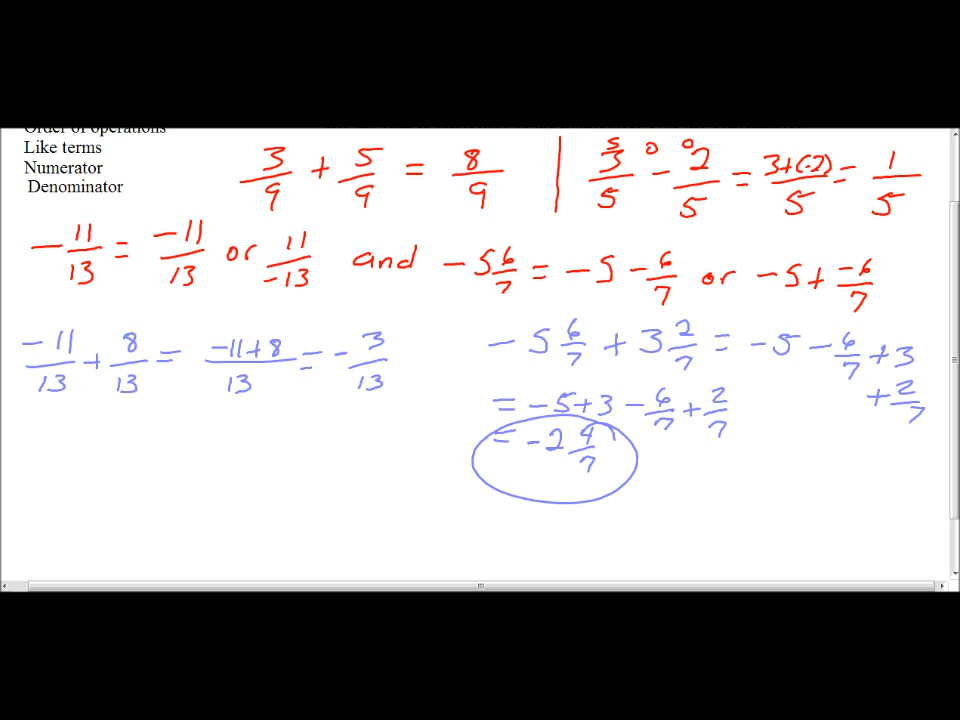 Order of operations
Like terms
Numerator
Denominator
3/9 + 5/9 = 8/9 | 3/5 - 2/5 = 3+(-2)/5 = 1/5
- 11/13 = -11/13 or 11/-13 and -5 6/7 = -5 - 6/7 or -5 + -6/7
-11/13 + 8/13 = -11+8/13 = - 3/13
-5 6/7 + 3 2/7 = -5 - 6/7 + 3
+ 2/7
= -5+3 - 6/7 + 2/7
= -2 4/7